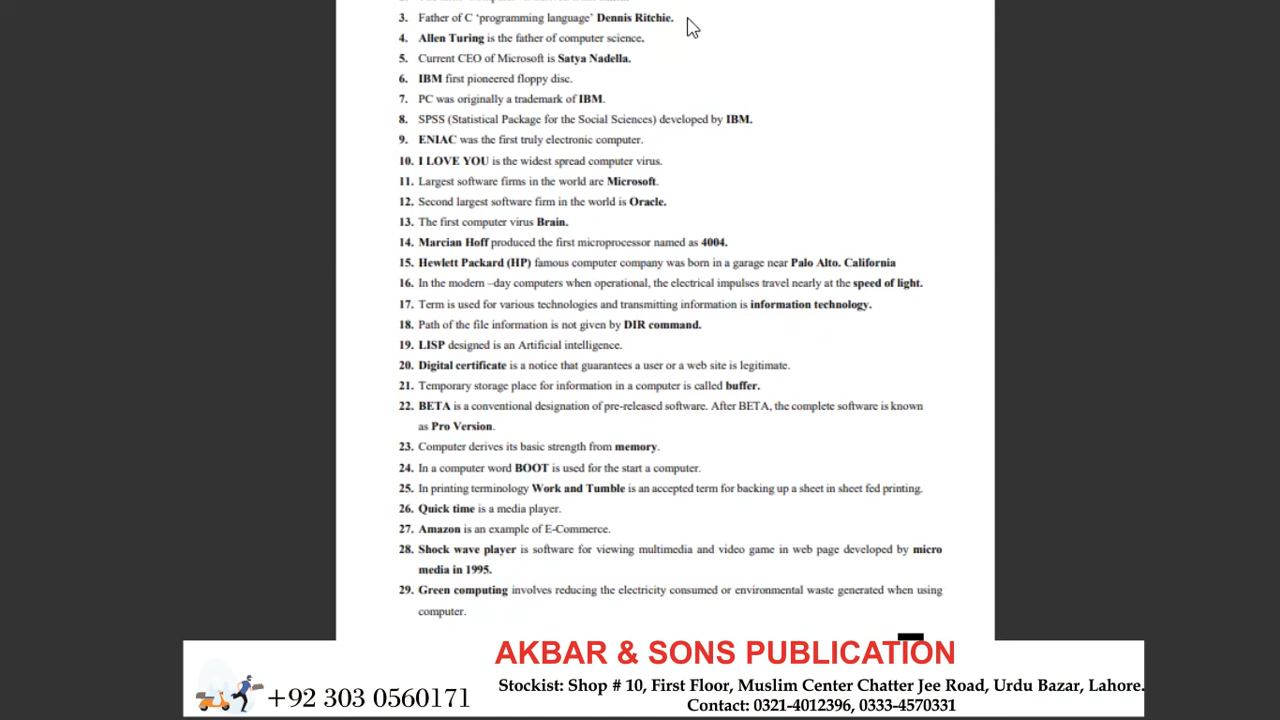 3. Father of C ‘programming language’ Dennis Ritchie.
4. Allen Turing is the father of computer science.
5. Current CEO of Microsoft is Satya Nadella.
6. IBM first pioneered floppy disc.
7. PC was originally a trademark of IBM.
8. SPSS (Statistical Package for the Social Sciences) developed by IBM.
9. ENIAC was the first truly electronic computer.
10. I LOVE YOU is the widest spread computer virus.
11. Largest software firms in the world are Microsoft.
12. Second largest software firm in the world is Oracle.
13. The first computer virus Brain.
14. Marcian Hoff produced the first microprocessor named as 4004.
15. Hewlett Packard (HP) famous computer company was born in a garage near Palo Alto. California
16. In the modern –day computers when operational, the electrical impulses travel nearly at the speed of light.
17. Term is used for various technologies and transmitting information is information technology.
18. Path of the file information is not given by DIR command.
19. LISP designed is an Artificial intelligence.
20. Digital certificate is a notice that guarantees a user or a web site is legitimate.
21. Temporary storage place for information in a computer is called buffer.
22. BETA is a conventional designation of pre-released software. After BETA, the complete software is known
as Pro Version.
23. Computer derives its basic strength from memory.
24. In a computer word BOOT is used for the start a computer.
25. In printing terminology Work and Tumble is an accepted term for backing up a sheet in sheet fed printing.
26. Quick time is a media player.
27. Amazon is an example of E-Commerce.
28. Shock wave player is software for viewing multimedia and video game in web page developed by micro
media in 1995.
29. Green computing involves reducing the electricity consumed or environmental waste generated when using
computer.
AKBAR & SONS PUBLICATION
+92 303 0560171
Stockist: Shop # 10, First Floor, Muslim Center Chatter Jee Road, Urdu Bazar, Lahore.
Contact: 0321-4012396, 0333-4570331